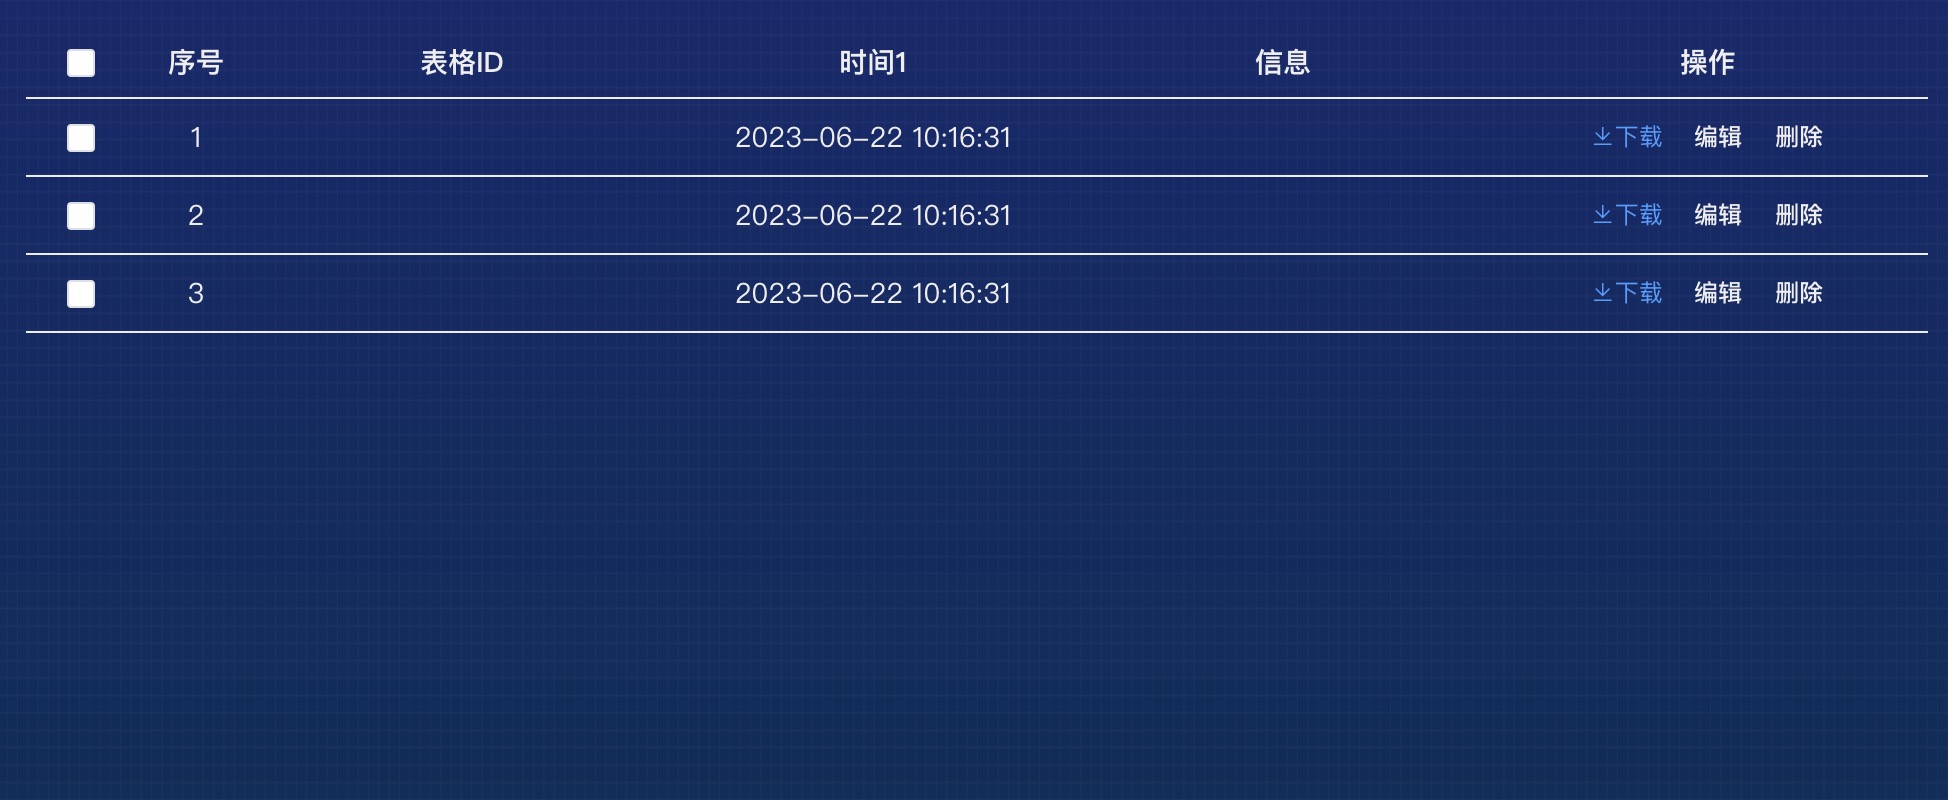 序号 表格ID 时间1 信息 操作
1 2023-06-22 10:16:31 下载 编辑 删除
2 2023-06-22 10:16:31 下载 编辑 删除
3 2023-06-22 10:16:31 下载 编辑 删除